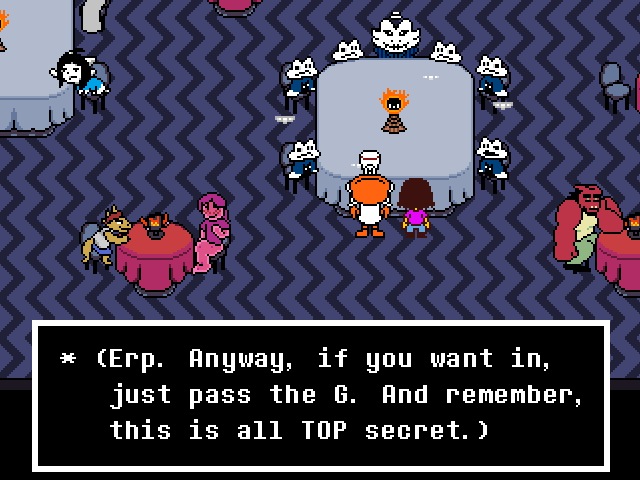 * (Erp. Anyway, if you want in,
just pass the G. And remember,
this is all TOP secret.)